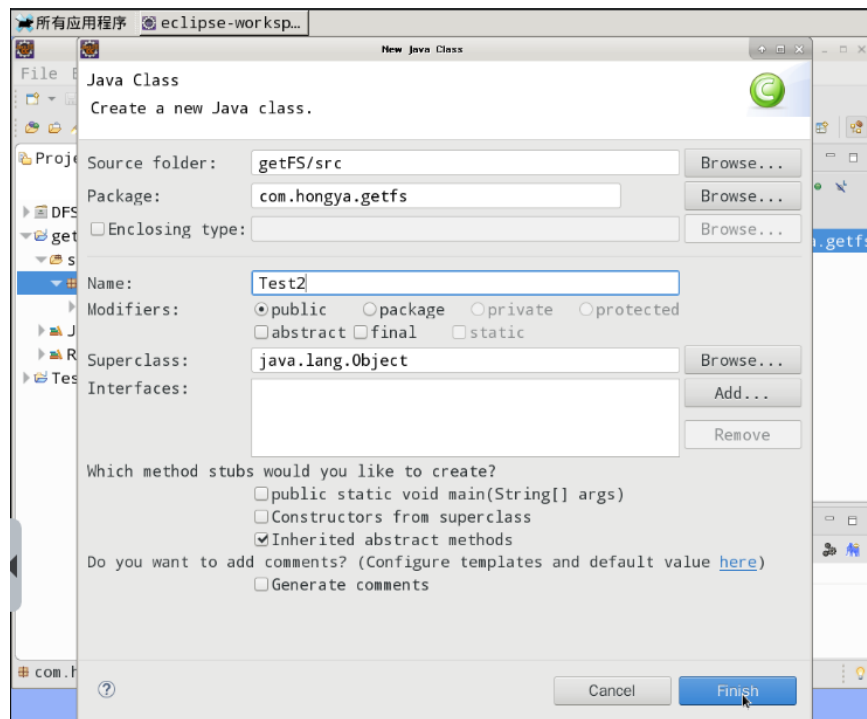 所有应用程序 eclipse-worksp...
New Java Class
File
Java Class
Create a new Java class.
Source folder: getFS/src Browse...
Package: com.hongya.getfs Browse...
Enclosing type: Browse...
Name: Test2
Modifiers: public package private protected
abstract final static
Superclass: java.lang.Object Browse...
Interfaces: Add...
Remove
Which method stubs would you like to create?
public static void main(String[] args)
Constructors from superclass
Inherited abstract methods
Do you want to add comments? (Configure templates and default value here)
Generate comments
Cancel Finish
Proje
DFS
get
s
J
R
Tes
.getfs
com.h